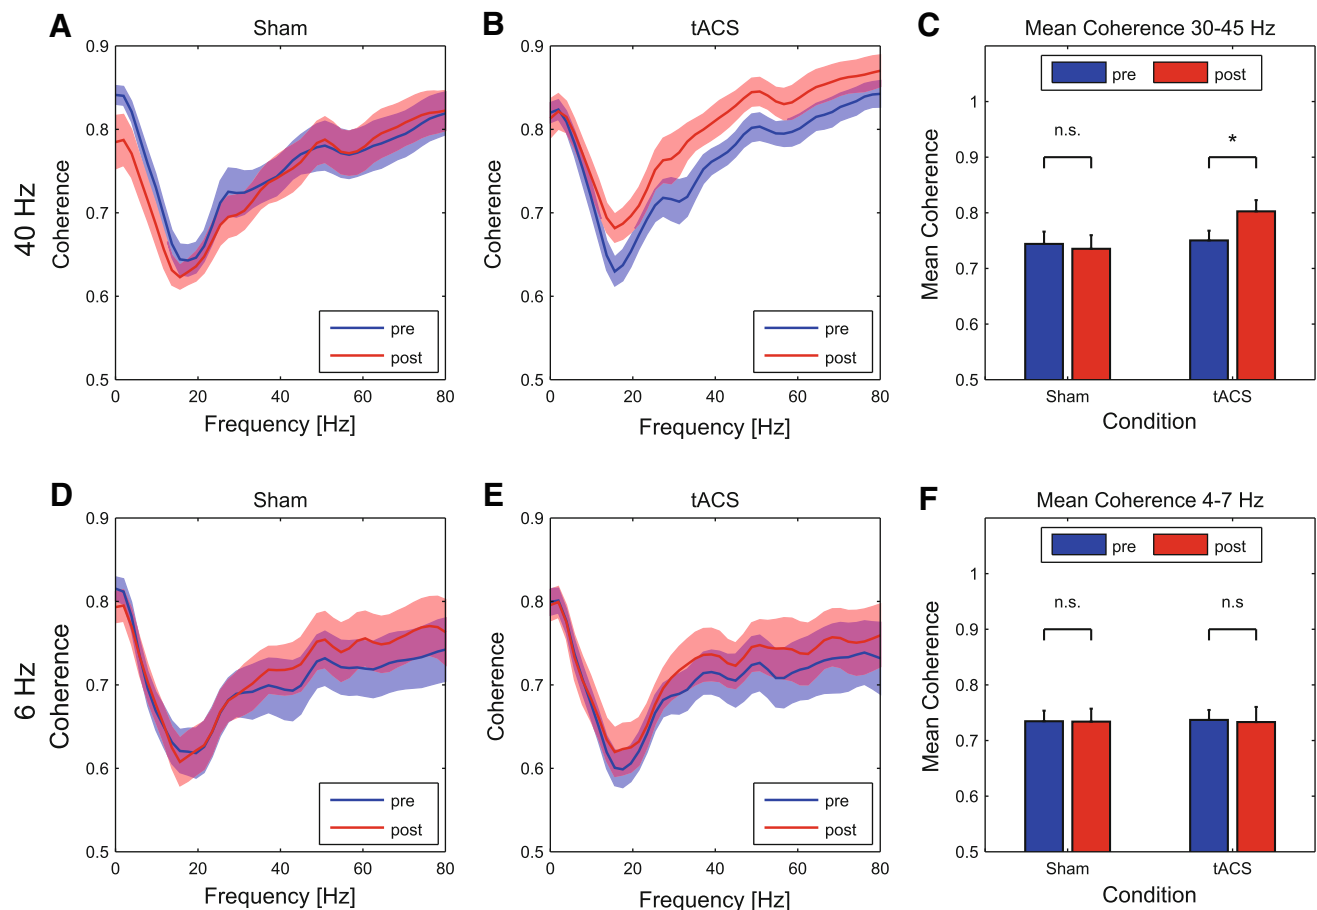 A
Sham
0.9
0.8
0.7
0.6
0.5
0
20
40
60
80
Coherence
Frequency [Hz]
pre
post
40 Hz
B
tACS
0.9
0.8
0.7
0.6
0.5
0
20
40
60
80
Coherence
Frequency [Hz]
pre
post
C
Mean Coherence 30-45 Hz
pre
post
1
0.9
0.8
0.7
0.6
0.5
n.s.
*
Mean Coherence
Sham
tACS
Condition
D
Sham
0.9
0.8
0.7
0.6
0.5
0
20
40
60
80
Coherence
Frequency [Hz]
pre
post
6 Hz
E
tACS
0.9
0.8
0.7
0.6
0.5
0
20
40
60
80
Coherence
Frequency [Hz]
pre
post
F
Mean Coherence 4-7 Hz
pre
post
1
0.9
0.8
0.7
0.6
0.5
n.s.
n.s
Mean Coherence
Sham
tACS
Condition